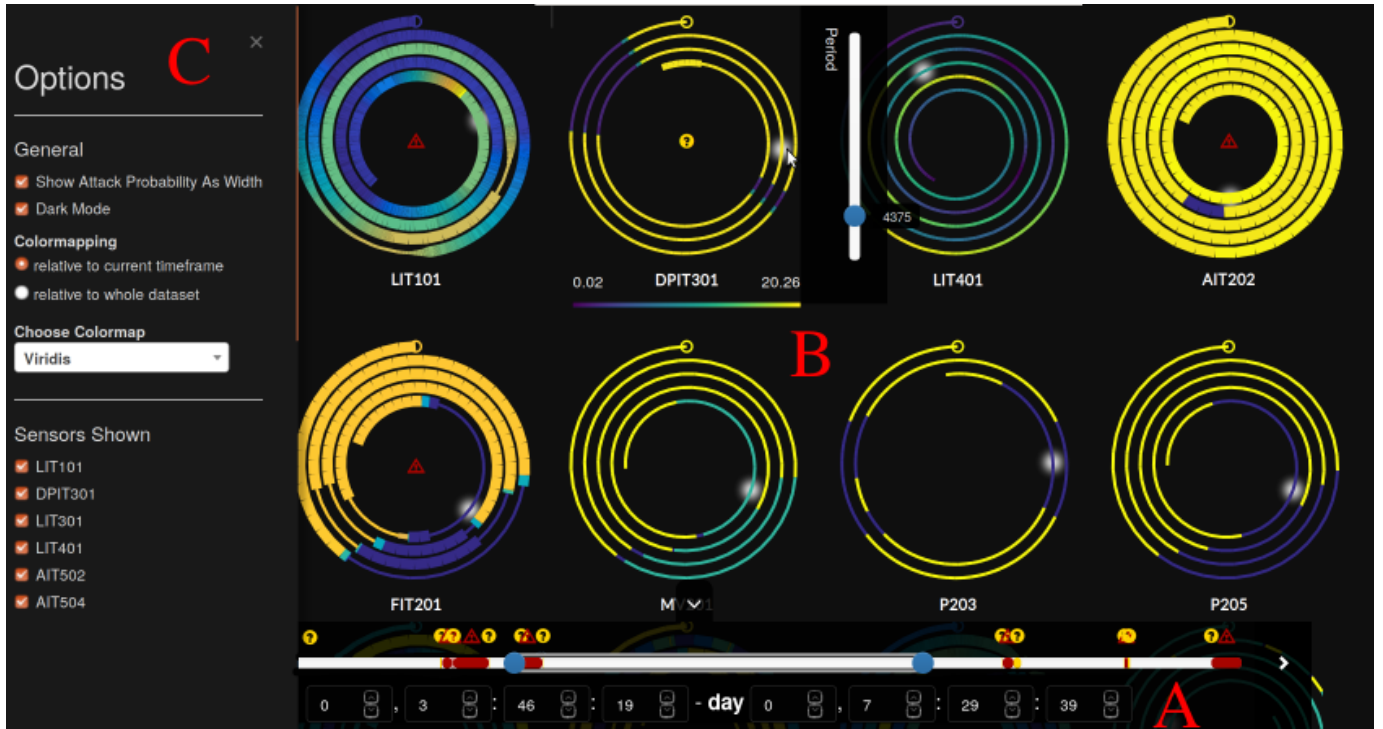 C
×
Options
General
Show Attack Probability As Width
Dark Mode
Colormapping
relative to current timeframe
relative to whole dataset
Choose Colormap
Viridis
Sensors Shown
LIT101
DPIT301
LIT301
LIT401
AIT502
AIT504
Period
4375
LIT101
0.02 DPIT301 20.26
LIT401
AIT202
B
FIT201
P203
P205
0 , 3 : 46 : 19 - day 0 , 7 : 29 : 39
A